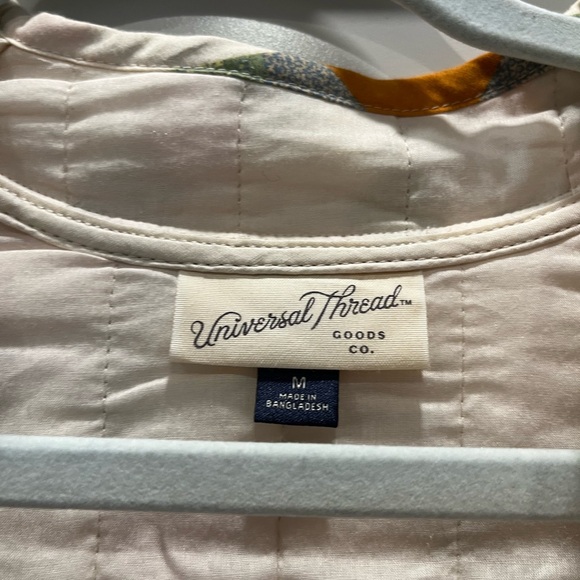 Universal Thread™
GOODS
CO.
M
MADE IN
BANGLADESH